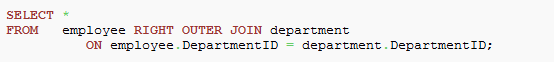 SELECT *
FROM employee RIGHT OUTER JOIN department
ON employee.DepartmentID = department.DepartmentID;